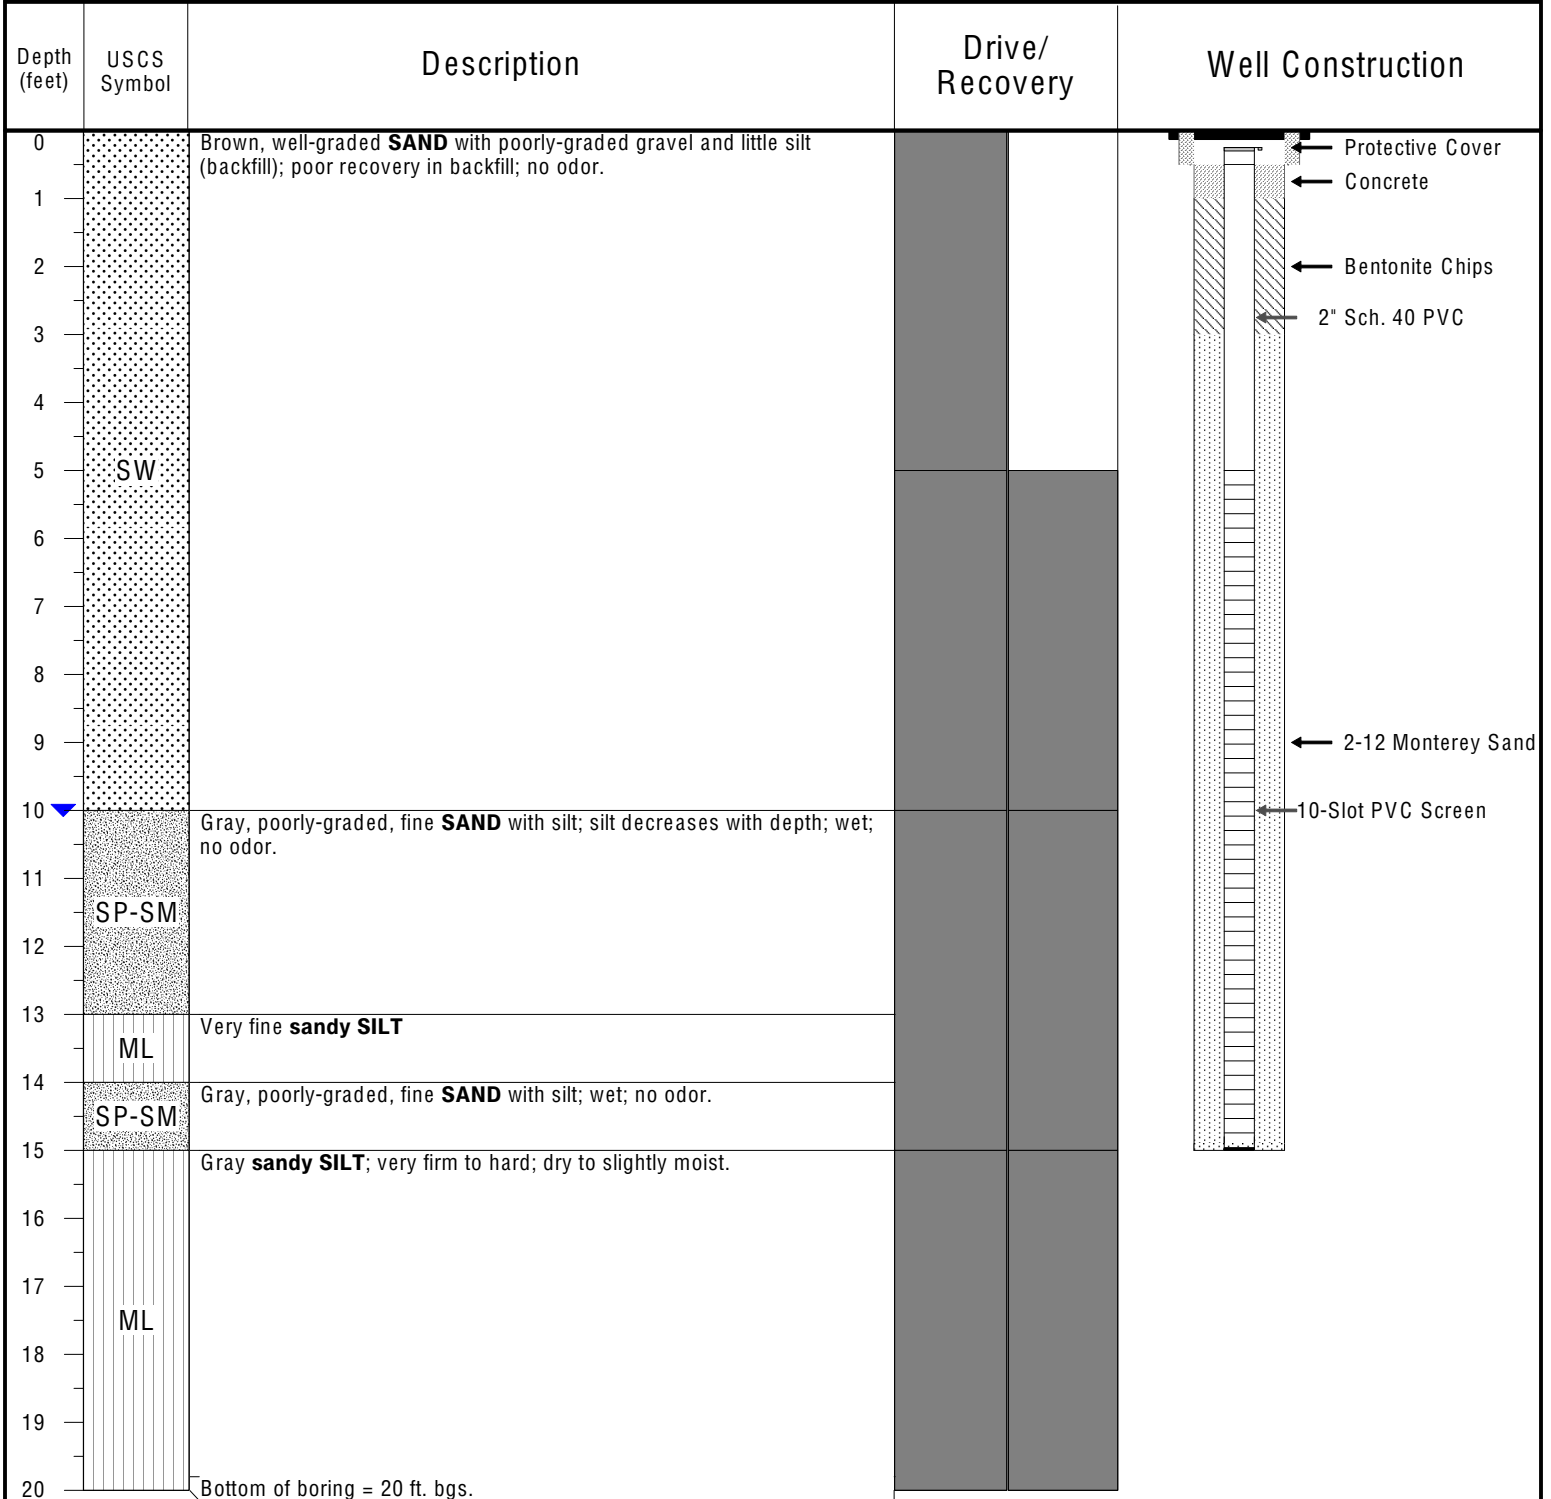 Depth
(feet)
USCS
Symbol
Description
Drive/
Recovery
Well Construction
0
Brown, well-graded SAND with poorly-graded gravel and little silt
(backfill); poor recovery in backfill; no odor.
Protective Cover
Concrete
1
2
Bentonite Chips
2" Sch. 40 PVC
3
4
5
SW
6
7
8
9
2-12 Monterey Sand
10
10-Slot PVC Screen
Gray, poorly-graded, fine SAND with silt; silt decreases with depth; wet;
no odor.
11
SP-SM
12
13
Very fine sandy SILT
ML
14
Gray, poorly-graded, fine SAND with silt; wet; no odor.
SP-SM
15
Gray sandy SILT; very firm to hard; dry to slightly moist.
16
17
ML
18
19
20
Bottom of boring = 20 ft. bgs.